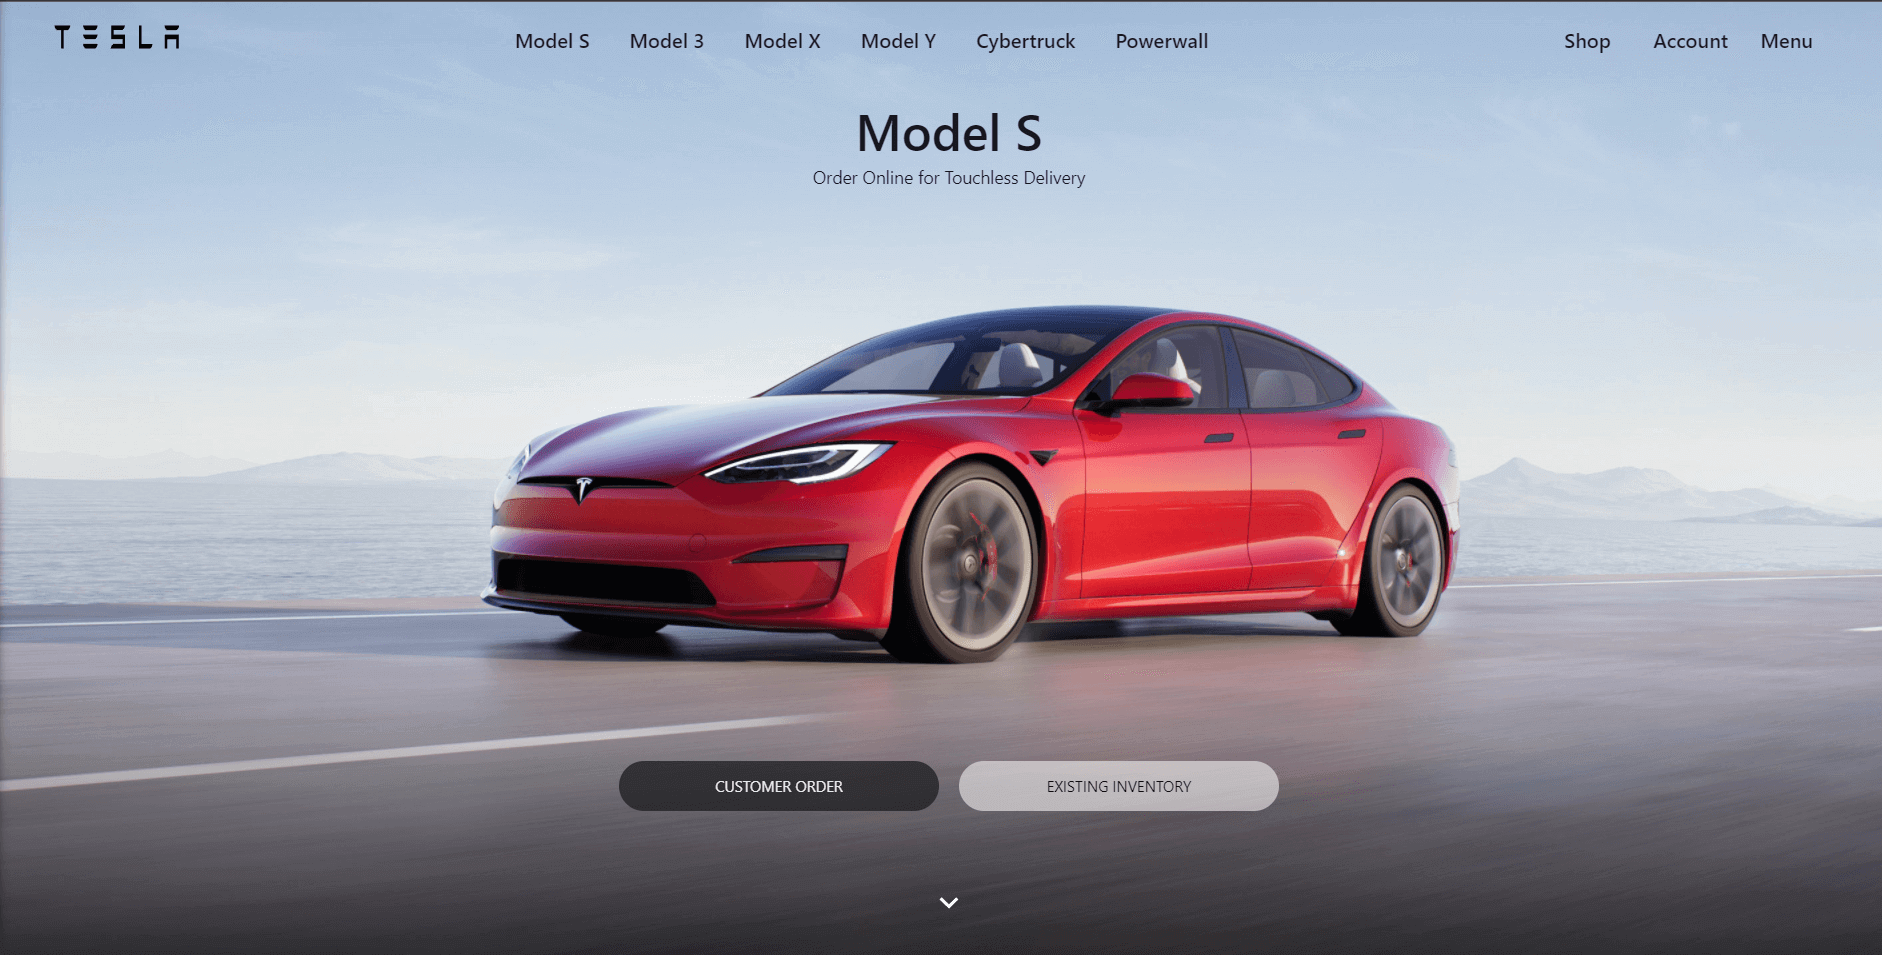 TESLA
Model S Model 3 Model X Model Y Cybertruck Powerwall
Shop Account Menu
Model S
Order Online for Touchless Delivery
CUSTOMER ORDER
EXISTING INVENTORY